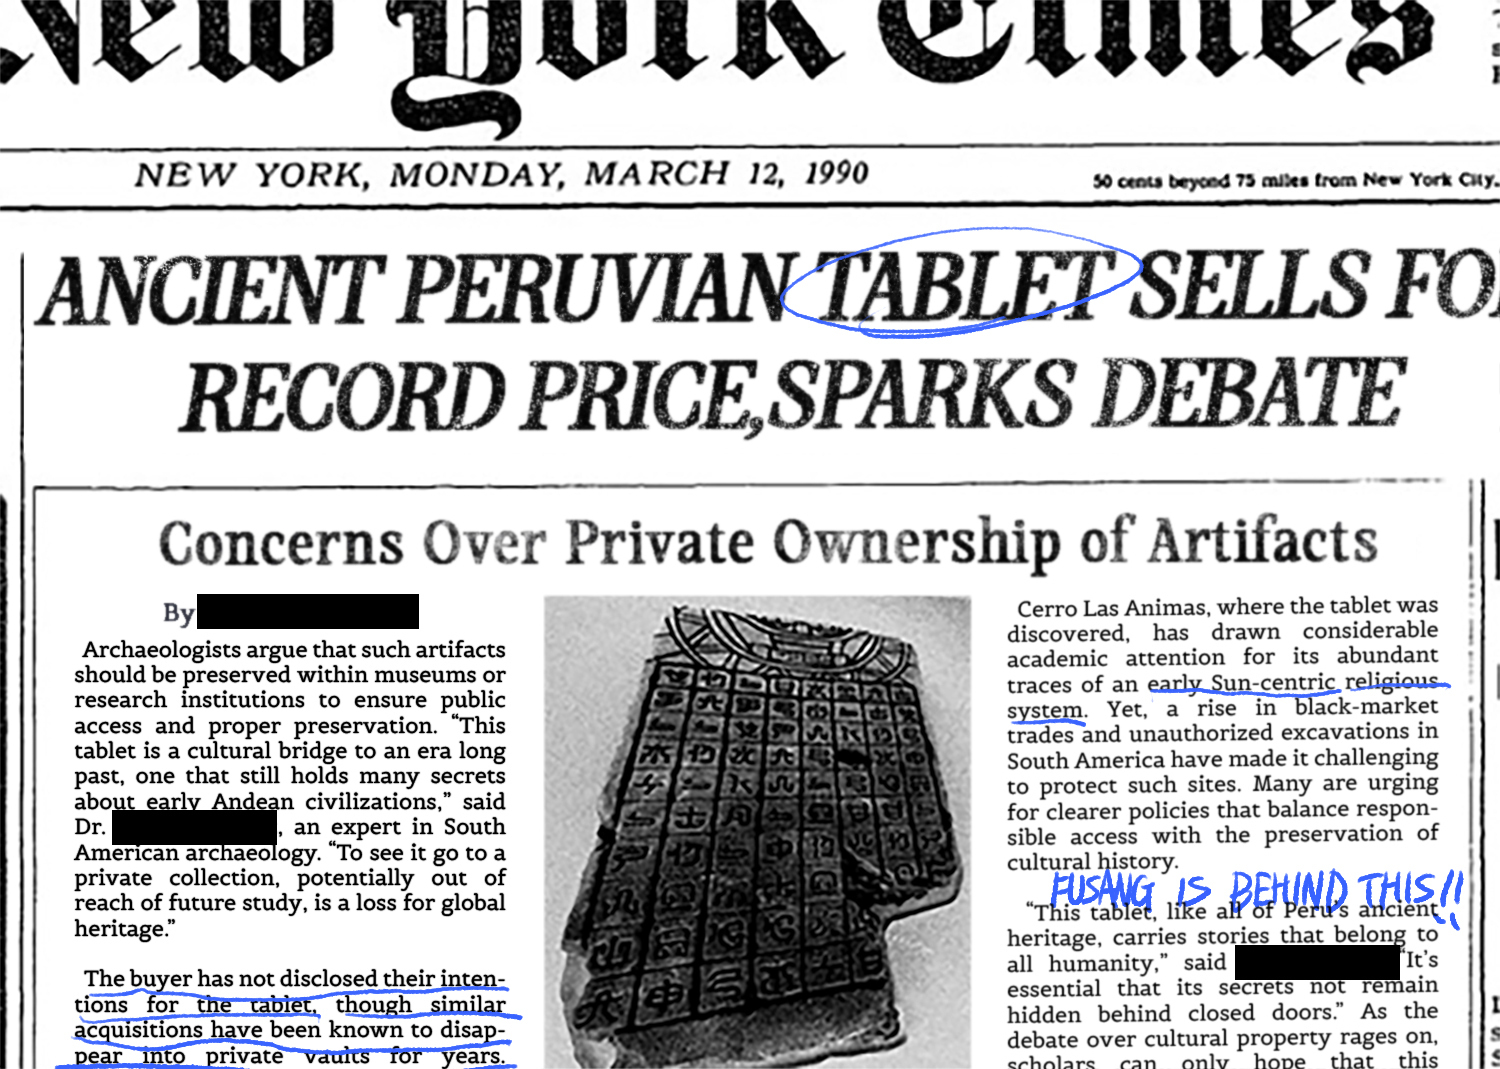 New York Times
NEW YORK, MONDAY, MARCH 12, 1990
50 cents beyond 75 miles from New York City.
ANCIENT PERUVIAN TABLET SELLS FO
RECORD PRICE,SPARKS DEBATE
Concerns Over Private Ownership of Artifacts
By
Archaeologists argue that such artifacts
should be preserved within museums or
research institutions to ensure public
access and proper preservation. “This
tablet is a cultural bridge to an era long
past, one that still holds many secrets
about early Andean civilizations,” said
Dr. , an expert in South
American archaeology. “To see it go to a
private collection, potentially out of
reach of future study, is a loss for global
heritage.”
The buyer has not disclosed their inten-
tions for the tablet, though similar
acquisitions have been known to disap-
pear into private vaults for years.
Cerro Las Animas, where the tablet was
discovered, has drawn considerable
academic attention for its abundant
traces of an early Sun-centric religious
system. Yet, a rise in black-market
trades and unauthorized excavations in
South America have made it challenging
to protect such sites. Many are urging
for clearer policies that balance respon-
sible access with the preservation of
cultural history.
FUSANG IS BEHIND THIS!!
“This tablet, like all of Peru’s ancient
heritage, carries stories that belong to
all humanity,” said “It’s
essential that its secrets not remain
hidden behind closed doors.” As the
debate over cultural property rages on,
scholars can only hope that this